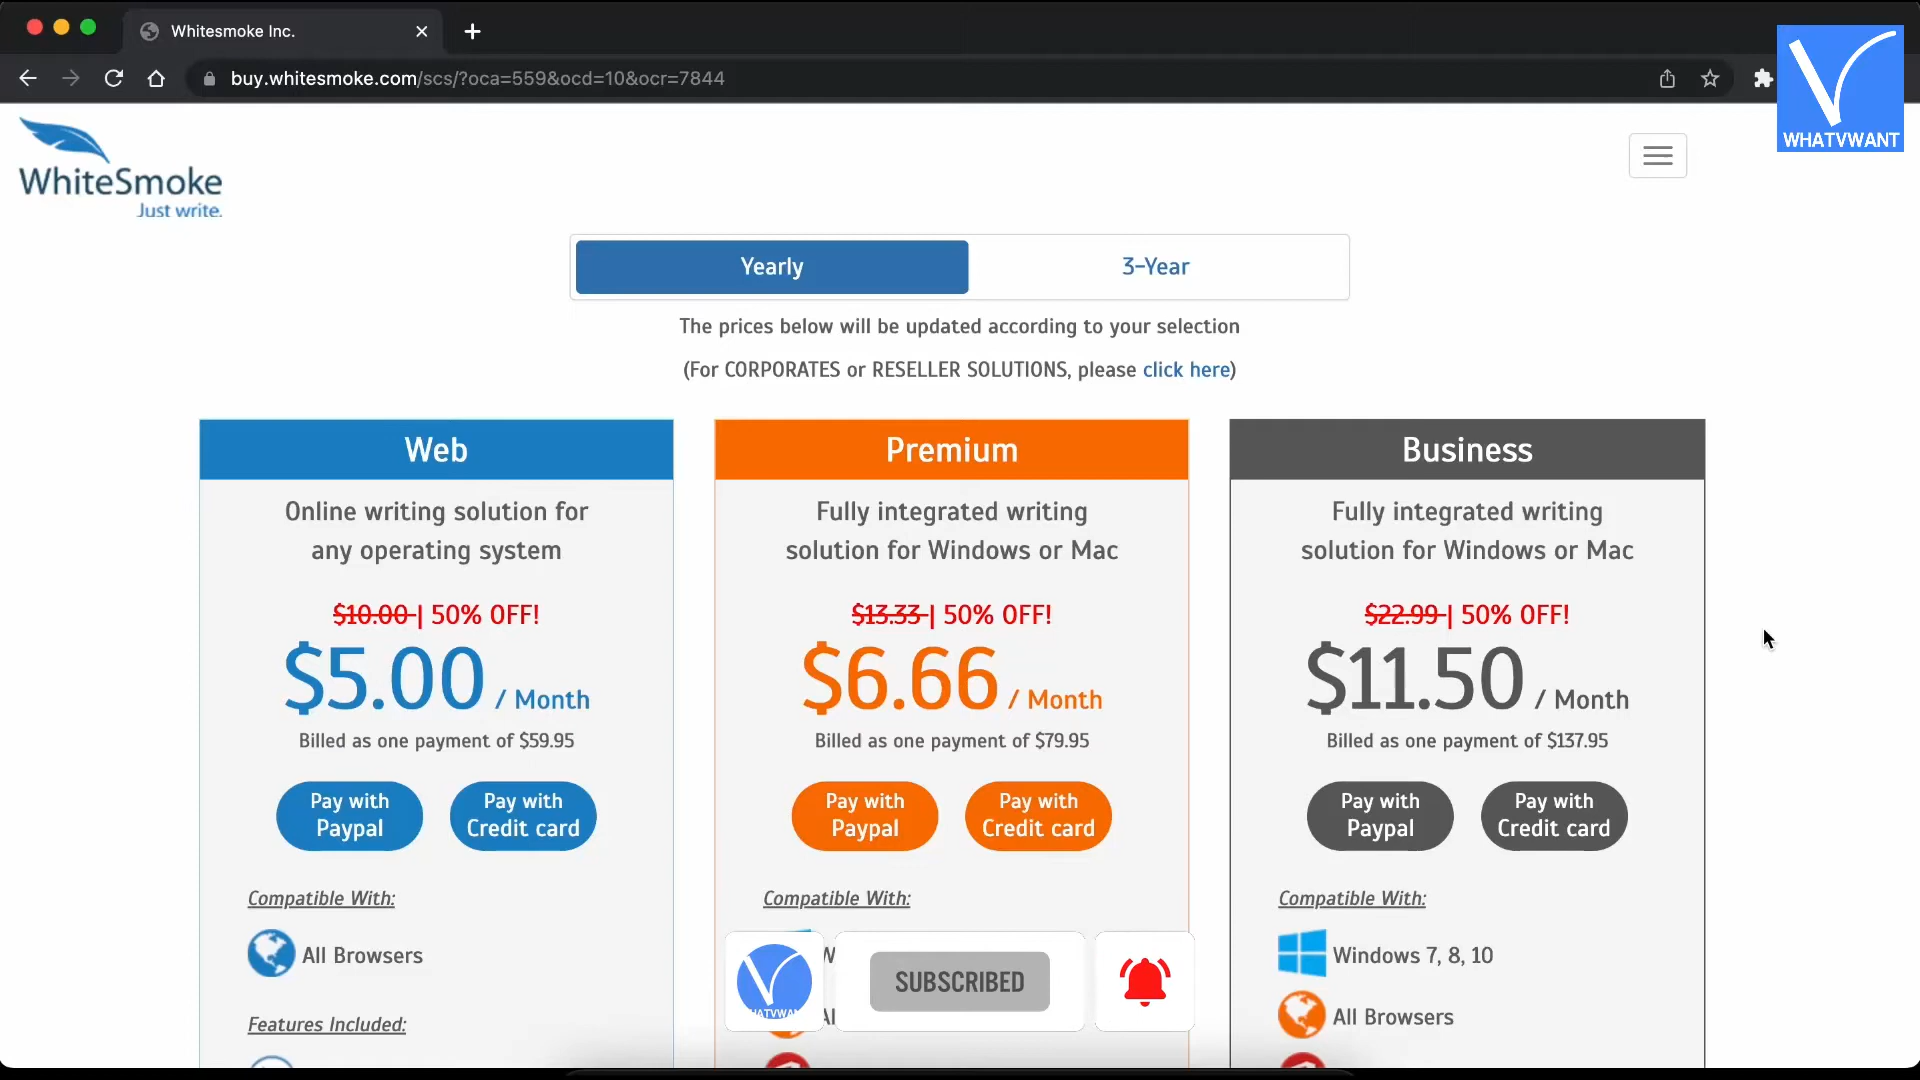 Whitesmoke Inc.
buy.whitesmoke.com/scs/?oca=559&ocd=10&ocr=7844
WHATVWANT
WhiteSmoke
Just write.
Yearly
3-Year
The prices below will be updated according to your selection
(For CORPORATES or RESELLER SOLUTIONS, please click here)
Web
Online writing solution for
any operating system
$10.00 | 50% OFF!
$5.00 / Month
Billed as one payment of $59.95
Pay with
Paypal
Pay with
Credit card
Compatible With:
All Browsers
Features Included:
Premium
Fully integrated writing
solution for Windows or Mac
$13.33 | 50% OFF!
$6.66 / Month
Billed as one payment of $79.95
Pay with
Paypal
Pay with
Credit card
Compatible With:
Business
Fully integrated writing
solution for Windows or Mac
$22.99 | 50% OFF!
$11.50 / Month
Billed as one payment of $137.95
Pay with
Paypal
Pay with
Credit card
Compatible With:
Windows 7, 8, 10
All Browsers
SUBSCRIBED